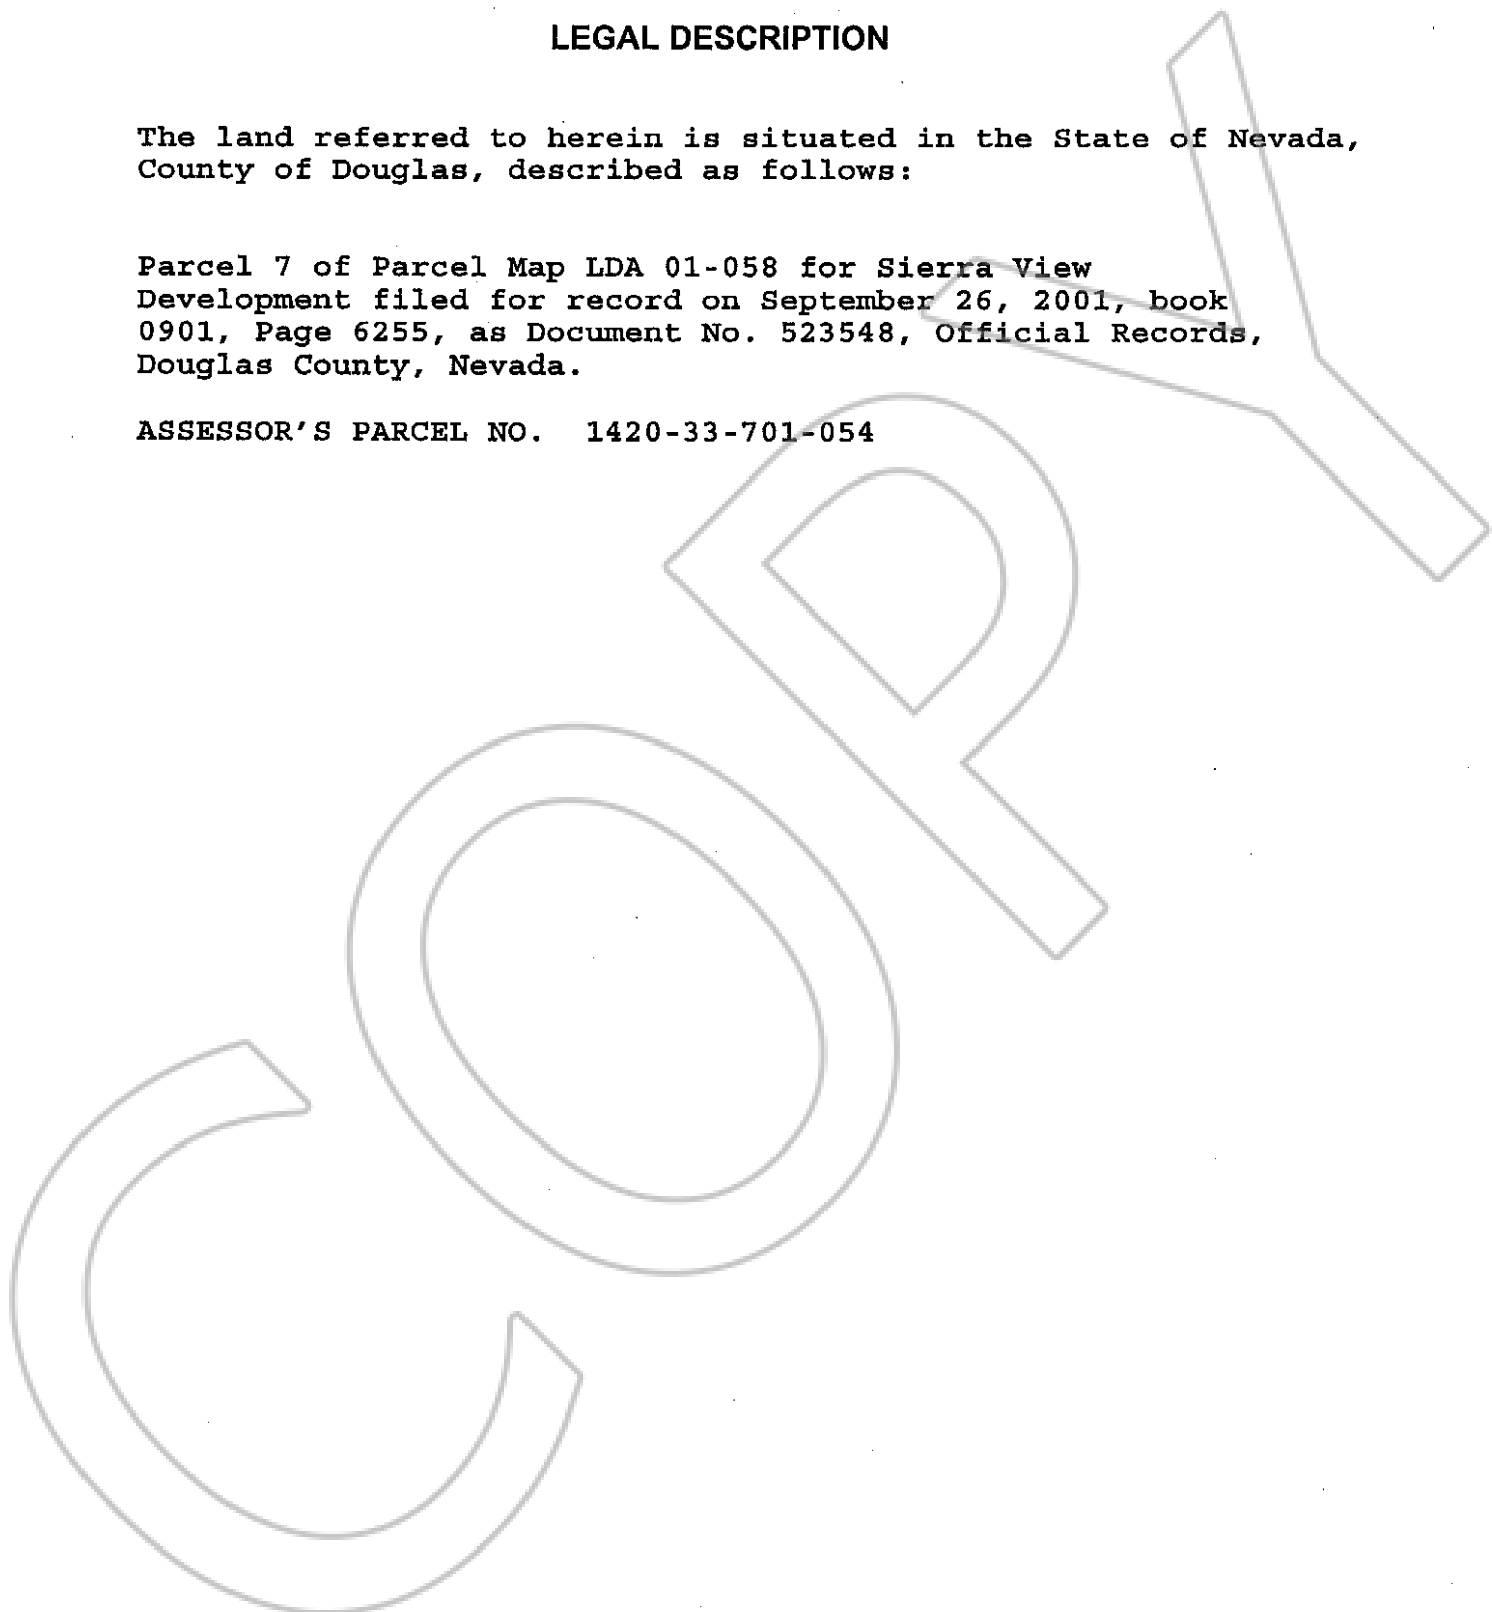 LEGAL DESCRIPTION
The land referred to herein is situated in the State of Nevada,
County of Douglas, described as follows:
Parcel 7 of Parcel Map LDA 01-058 for Sierra View
Development filed for record on September 26, 2001, book
0901, Page 6255, as Document No. 523548, Official Records,
Douglas County, Nevada.
ASSESSOR'S PARCEL NO. 1420-33-701-054
COPY